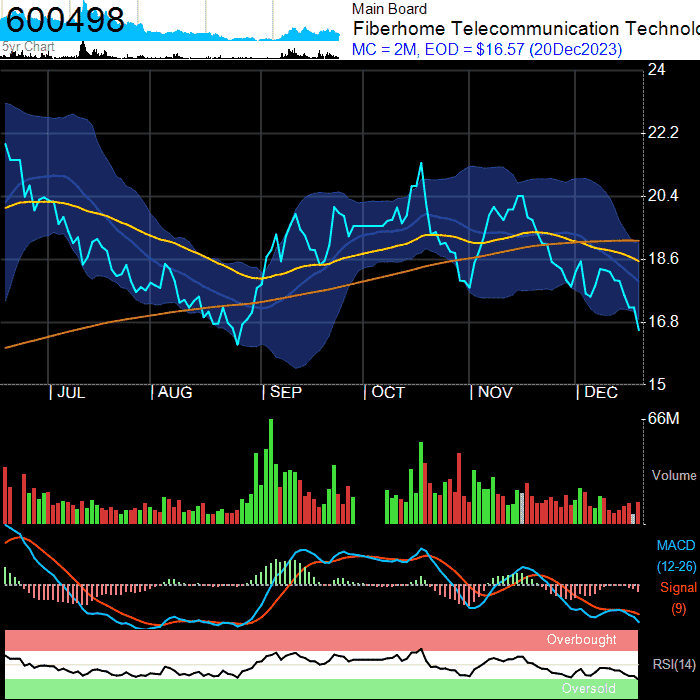 600498
5yr Chart
Main Board
Fiberhome Telecommunication Technolo
MC = 2M, EOD = $16.57 (20Dec2023)
24
22.2
20.4
18.6
16.8
15
| JUL | AUG | SEP | OCT | NOV | DEC
66M
Volume
MACD
(12-26)
Signal
(9)
Overbought
RSI(14)
Oversold